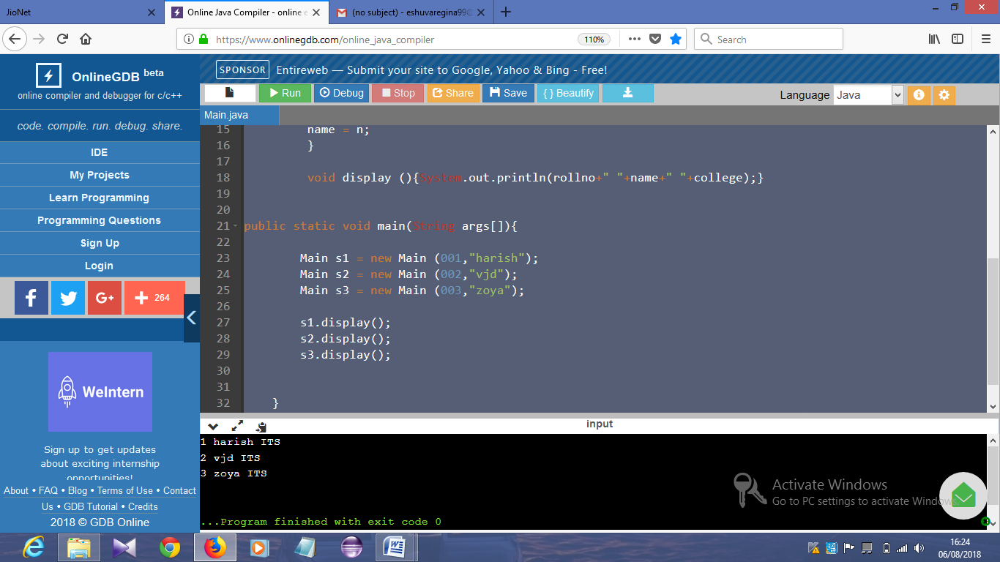 JioNet
Online Java Compiler - online e
(no subject) - eshuvaregina99@
https://www.onlinegdb.com/online_java_compiler
110%
Search
OnlineGDB beta
online compiler and debugger for c/c++
code. compile. run. debug. share.
IDE
My Projects
Learn Programming
Programming Questions
Sign Up
Login
264
WeIntern
Sign up to get updates
about exciting internship
opportunities!
About • FAQ • Blog • Terms of Use • Contact
Us • GDB Tutorial • Credits
2018 © GDB Online
SPONSOR Entireweb — Submit your site to Google, Yahoo & Bing - Free!
Run Debug Stop Share Save { } Beautify
Language Java
Main.java
15 name = n;
16 }
17
18 void display (){System.out.println(rollno+" "+name+" "+college);}
19
20
21 public static void main(String args[]){
22
23 Main s1 = new Main (001,"harish");
24 Main s2 = new Main (002,"vjd");
25 Main s3 = new Main (003,"zoya");
26
27 s1.display();
28 s2.display();
29 s3.display();
30
31
32 }
input
1 harish ITS
2 vjd ITS
3 zoya ITS
...Program finished with exit code 0
Activate Windows
Go to PC settings to activate Windows.
16:24
06/08/2018